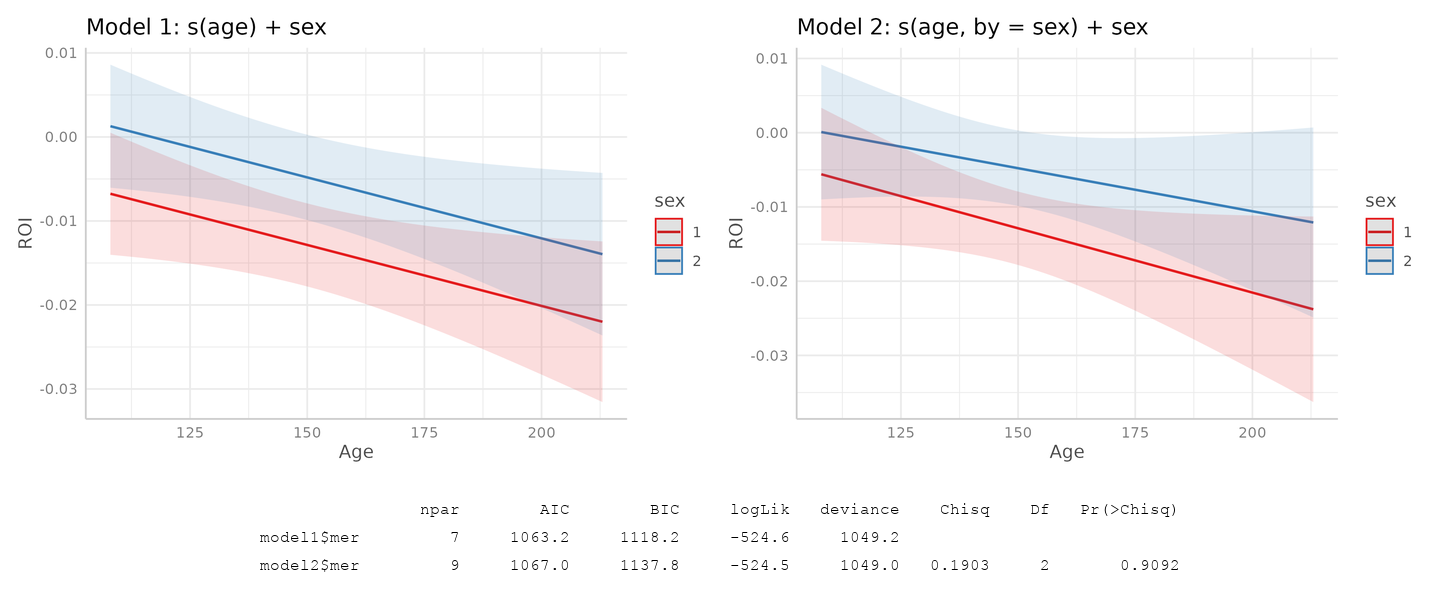 Model 1: s(age) + sex
0.01
0.00
-0.01
-0.02
-0.03
ROI
125 150 175 200
Age
sex
1
2
Model 2: s(age, by = sex) + sex
0.01
0.00
-0.01
-0.02
-0.03
ROI
125 150 175 200
Age
sex
1
2
npar AIC BIC logLik deviance Chisq Df Pr(>Chisq)
model1$mer 7 1063.2 1118.2 -524.6 1049.2
model2$mer 9 1067.0 1137.8 -524.5 1049.0 0.1903 2 0.9092